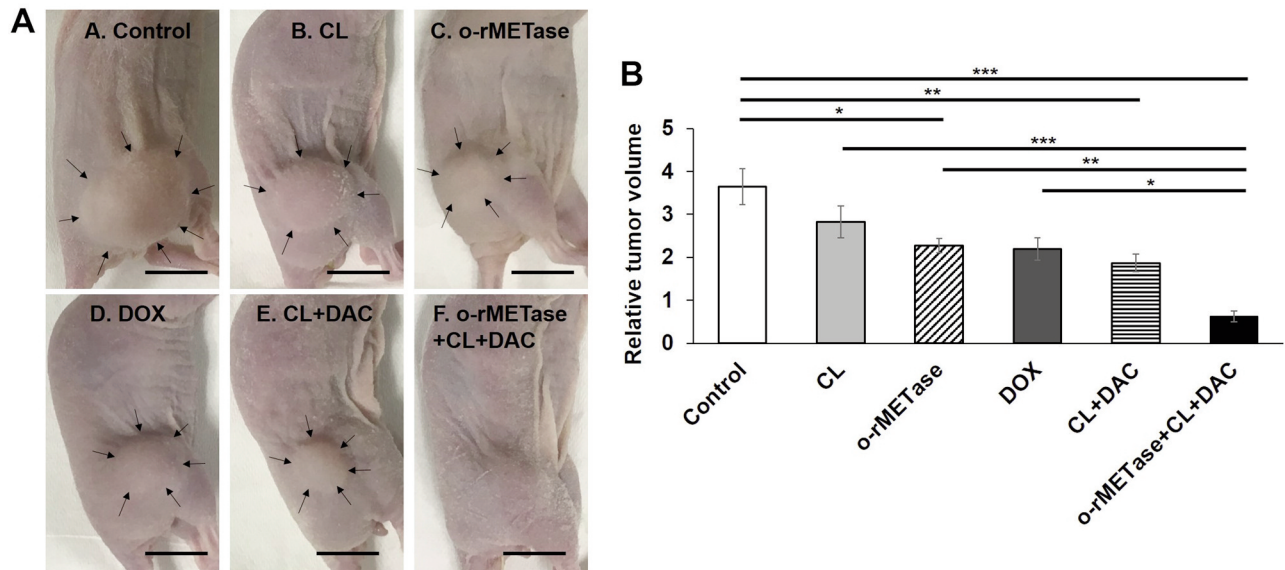 A
A. Control
B. CL
C. o-rMETase
D. DOX
E. CL+DAC
F. o-rMETase
+CL+DAC
B
***
**
*
***
**
*
Relative tumor volume
5
4
3
2
1
0
Control
CL
o-rMETase
DOX
CL+DAC
o-rMETase+CL+DAC